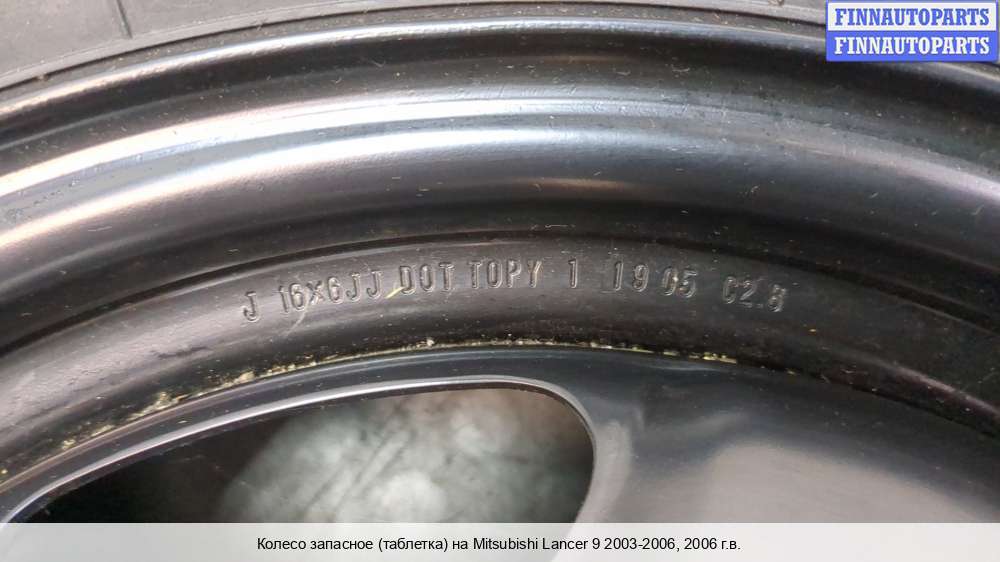 FINNAUTOPARTS
FINNAUTOPARTS
J 16X6JJ DOT TOPY 1 19 05 C2.8
Колесо запасное (таблетка) на Mitsubishi Lancer 9 2003-2006, 2006 г.в.